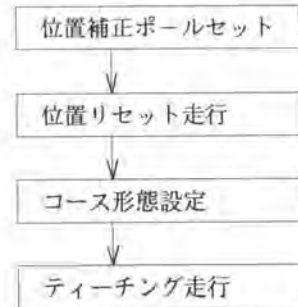 位置補正ポールセット
位置リセット走行
コース形態設定
ティーチング走行